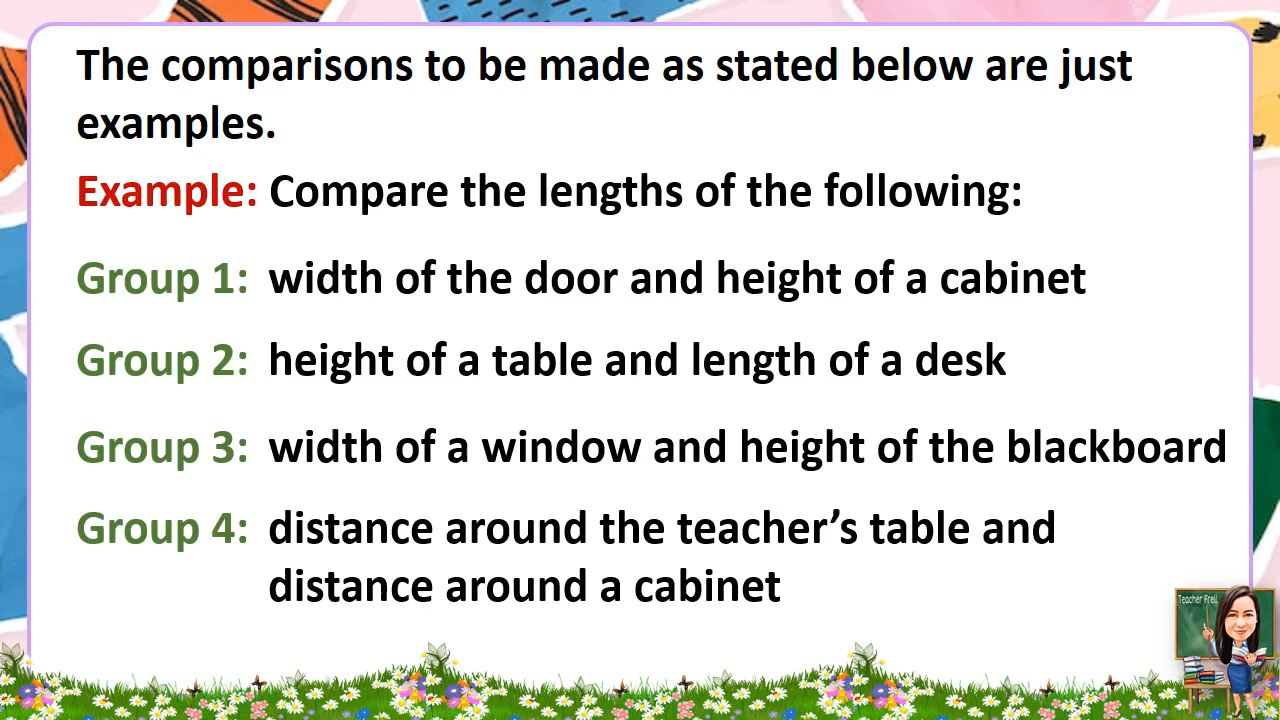 The comparisons to be made as stated below are just
examples.
Example: Compare the lengths of the following:
Group 1: width of the door and height of a cabinet
Group 2: height of a table and length of a desk
Group 3: width of a window and height of the blackboard
Group 4: distance around the teacher’s table and
distance around a cabinet
Teacher Frell